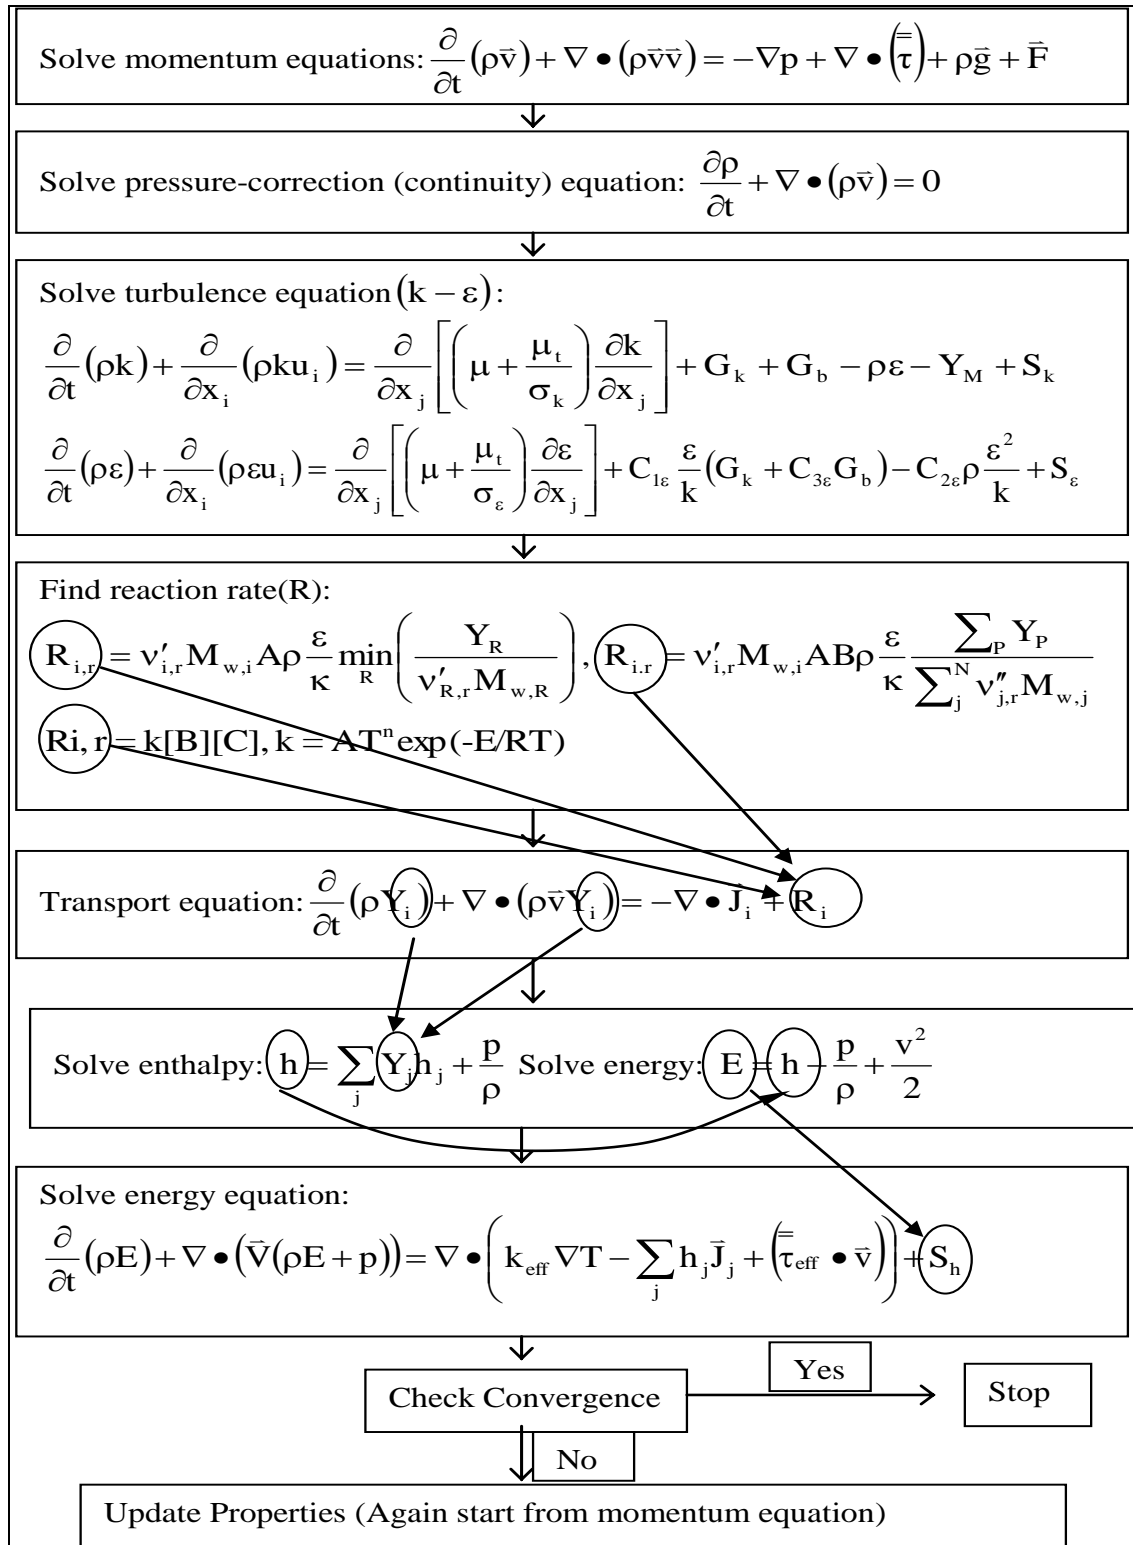 Solve momentum equations: ∂/∂t (ρv⃗) + ∇ • (ρv⃗v⃗) = −∇p + ∇ • (τ̿) + ρg⃗ + F⃗
Solve pressure-correction (continuity) equation: ∂ρ/∂t + ∇ • (ρv⃗) = 0
Solve turbulence equation (k − ε):
∂/∂t (ρk) + ∂/∂x_i (ρku_i) = ∂/∂x_j [(μ + μ_t/σ_k) ∂k/∂x_j] + G_k + G_b − ρε − Y_M + S_k
∂/∂t (ρε) + ∂/∂x_i (ρεu_i) = ∂/∂x_j [(μ + μ_t/σ_ε) ∂ε/∂x_j] + C_1ε ε/k (G_k + C_3ε G_b) − C_2ε ρ ε²/k + S_ε
Find reaction rate(R):
R_i,r = ν′_i,r M_w,i Aρ ε/κ min_R (Y_R / ν′_R,r M_w,R), R_i.r = ν′_i,r M_w,i ABρ ε/κ ∑_P Y_P / ∑_j^N ν″_j,r M_w,j
Ri, r = k[B][C], k = AT^n exp(-E/RT)
Transport equation: ∂/∂t (ρY_i) + ∇ • (ρv⃗Y_i) = −∇ • J⃗_i + R_i
Solve enthalpy: h = ∑_j Y_j h_j + p/ρ Solve energy: E = h − p/ρ + v²/2
Solve energy equation:
∂/∂t (ρE) + ∇ • (V⃗(ρE + p)) = ∇ • (k_eff ∇T − ∑_j h_j J⃗_j + (τ̿_eff • v⃗)) + S_h
Yes
Check Convergence
Stop
No
Update Properties (Again start from momentum equation)